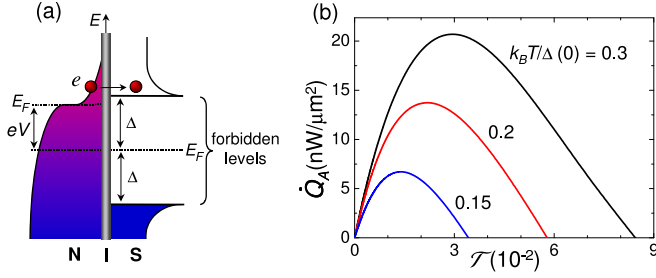 (a)
E
e
E_F
eV
Δ
E_F
Δ
forbidden
levels
N I S
(b)
Q̇_A(nW/μm²)
20
15
10
5
0
k_BT/Δ(0) = 0.3
0.2
0.15
0 3 6 9
𝒯(10⁻²)